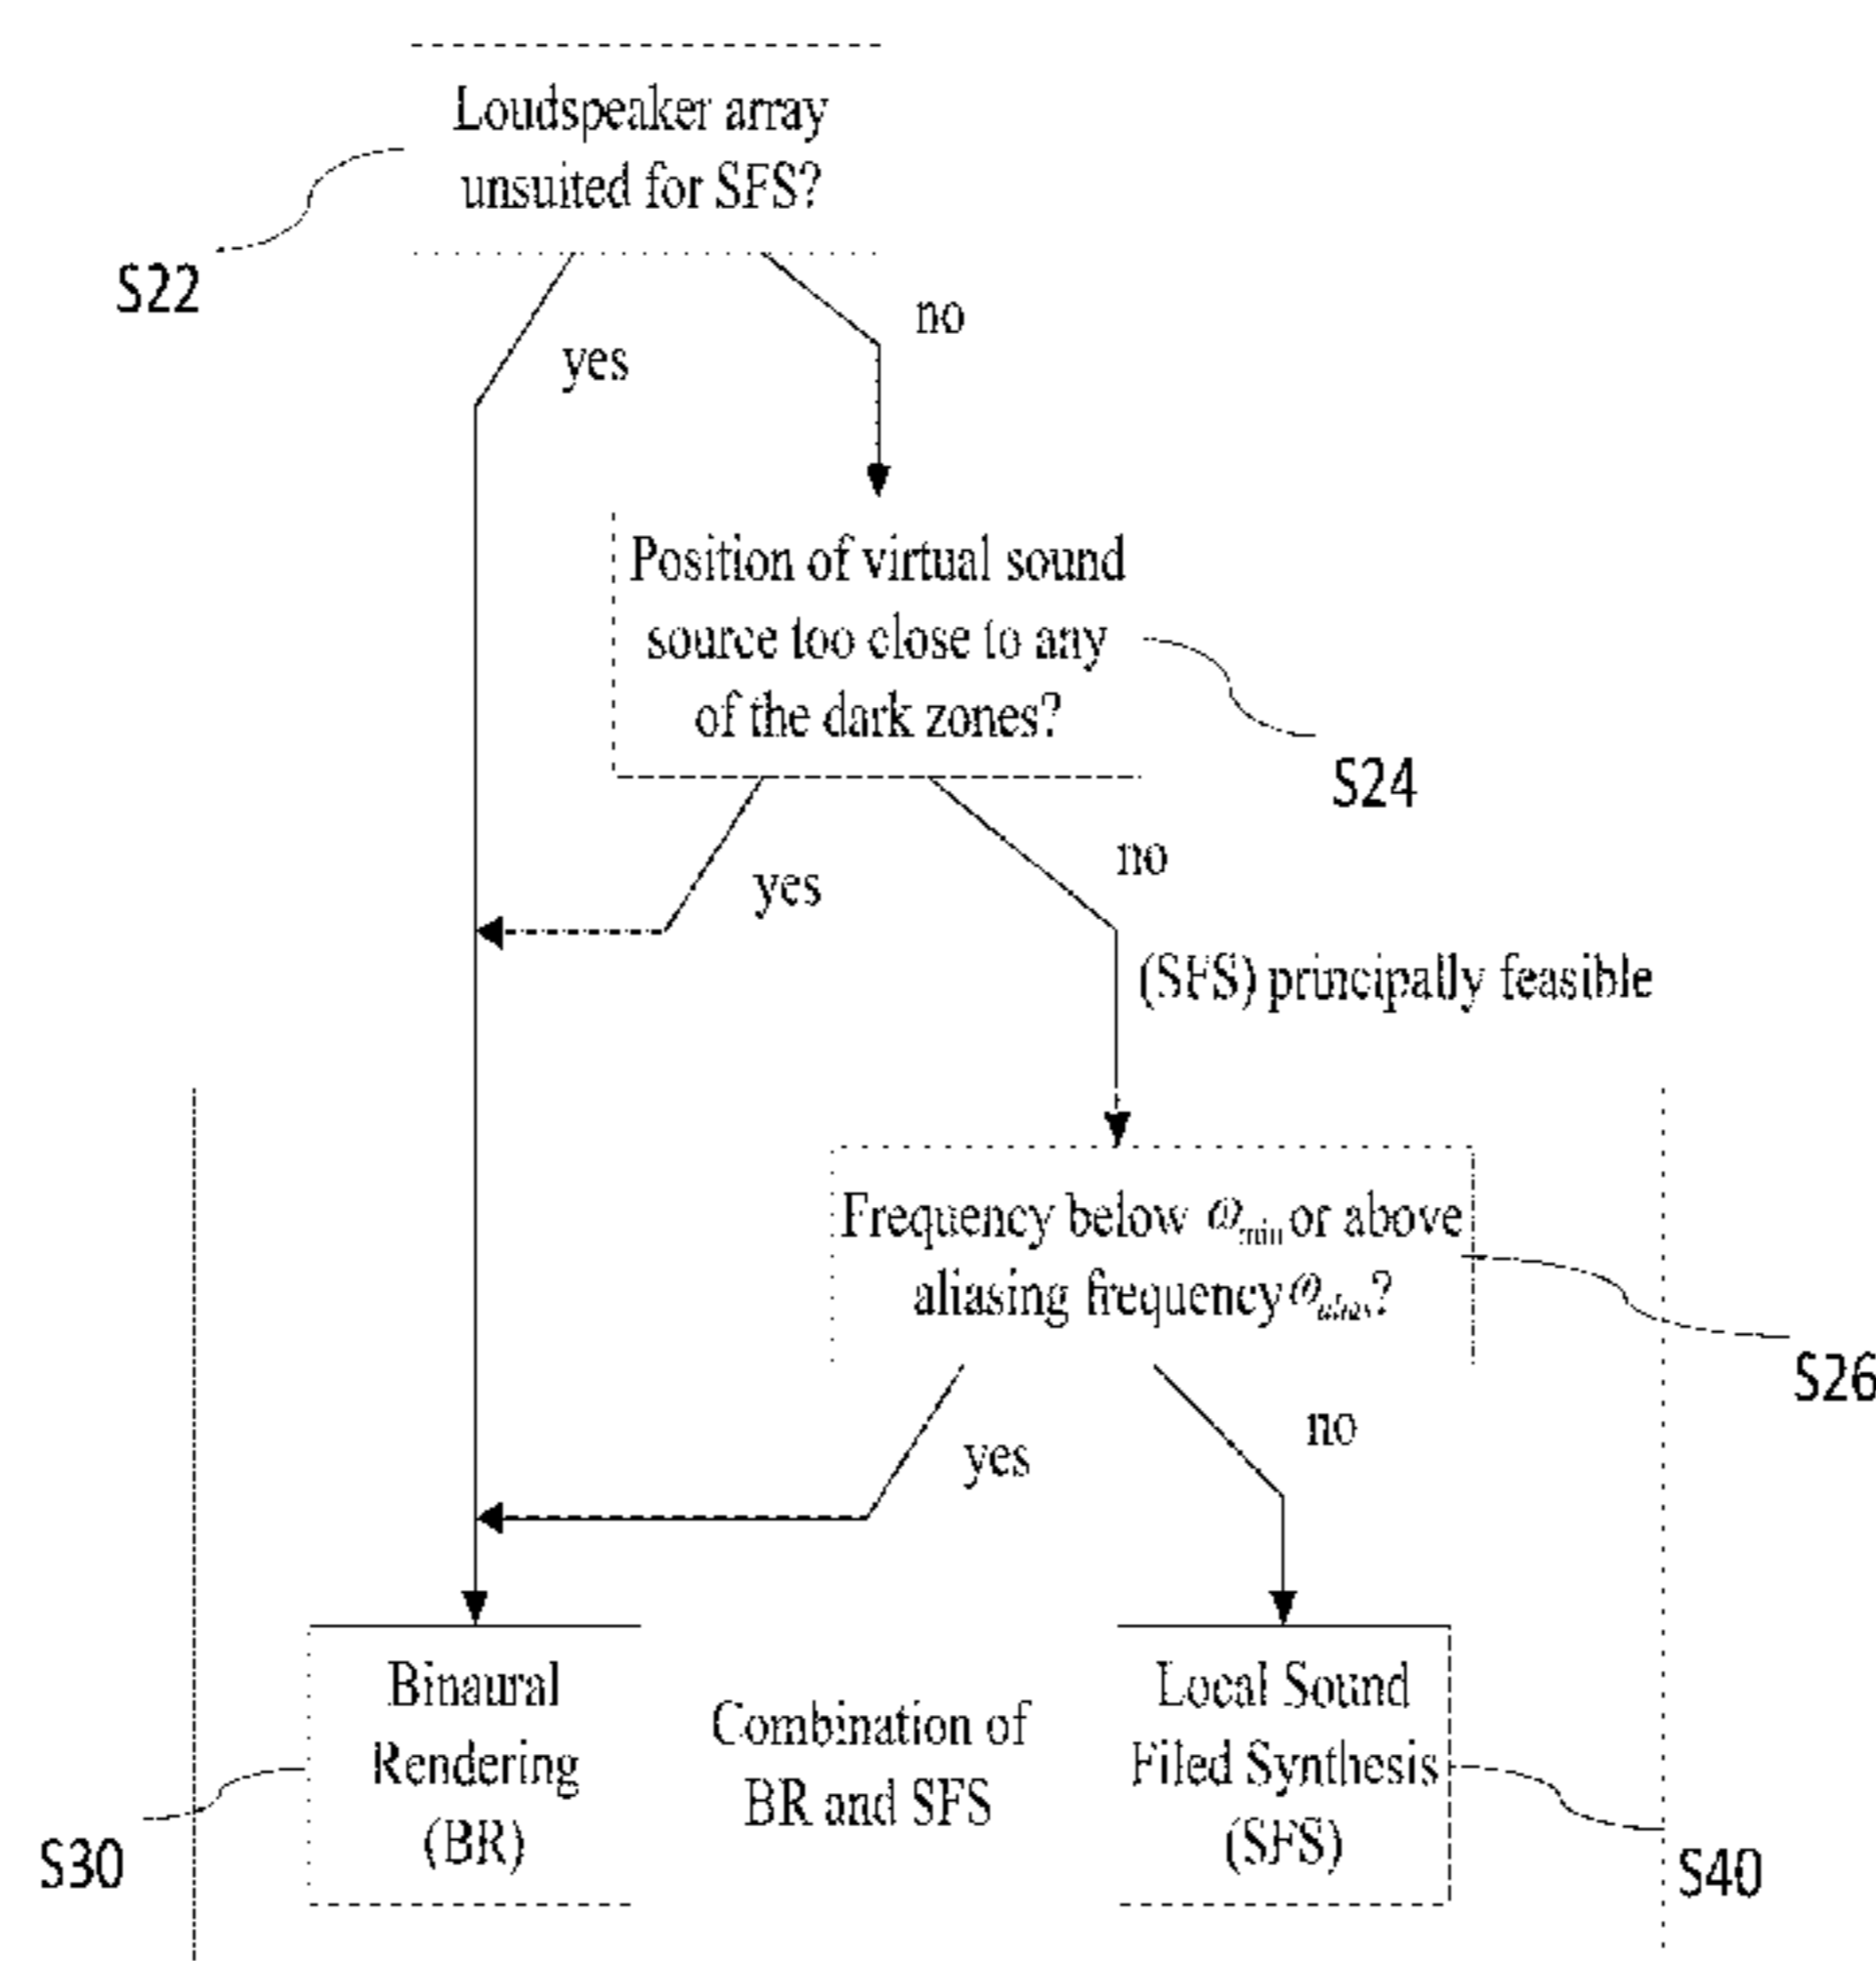 Loudspeaker array
unsuited for SFS?
S22
no
yes
Position of virtual sound
source too close to any
of the dark zones?
S24
no
yes
(SFS) principally feasible
Frequency below ω_min or above
aliasing frequency ω_alias?
S26
no
yes
Binaural
Rendering
(BR)
S30
Combination of
BR and SFS
Local Sound
Filed Synthesis
(SFS)
S40